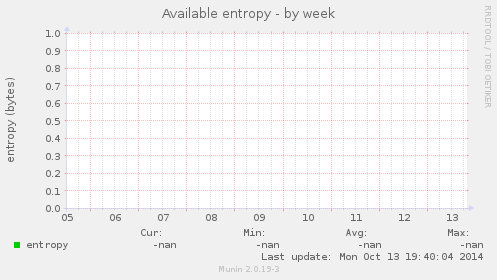 Available entropy - by week
RRDTOOL / TOBI OETIKER
entropy (bytes)
1.0
0.9
0.8
0.7
0.6
0.5
0.4
0.3
0.2
0.1
0.0
05 06 07 08 09 10 11 12 13
Cur: Min: Avg: Max:
entropy -nan -nan -nan -nan
Last update: Mon Oct 13 19:40:04 2014
Munin 2.0.19-3